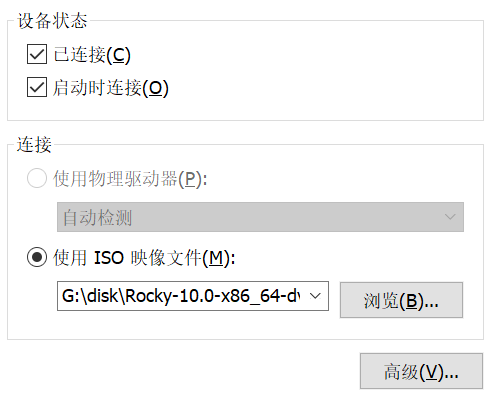 设备状态
已连接(C)
启动时连接(O)
连接
使用物理驱动器(P):
自动检测
使用 ISO 映像文件(M):
G:\disk\Rocky-10.0-x86_64-dv
浏览(B)...
高级(V)...